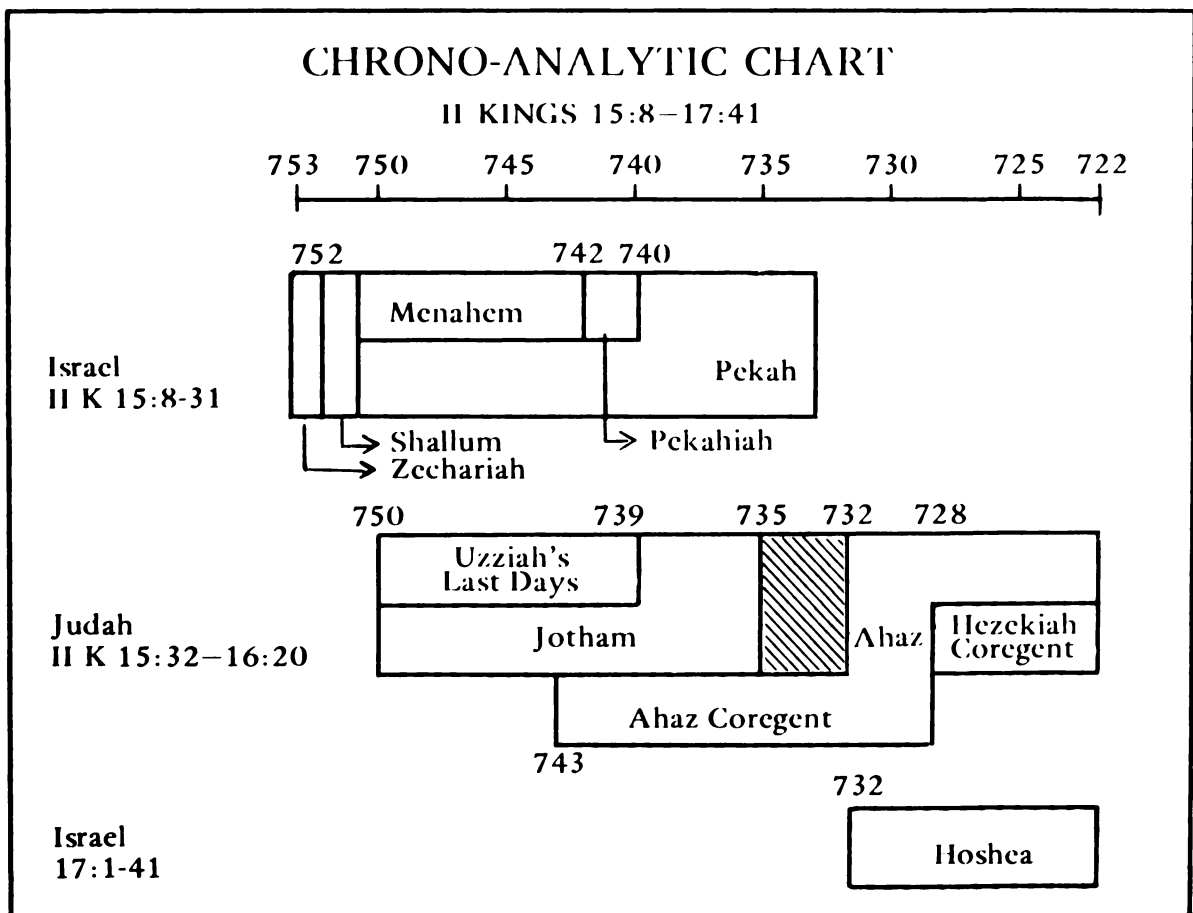 CHRONO-ANALYTIC CHART
II KINGS 15:8–17:41
753 750 745 740 735 730 725 722
752 742 740
Menahem
Israel
II K 15:8-31
Pekah
Shallum
Pekahiah
Zechariah
750 739 735 732 728
Uzziah's
Last Days
Judah
II K 15:32–16:20
Jotham
Ahaz
Hezekiah
Coregent
Ahaz Coregent
743
732
Israel
17:1-41
Hoshea